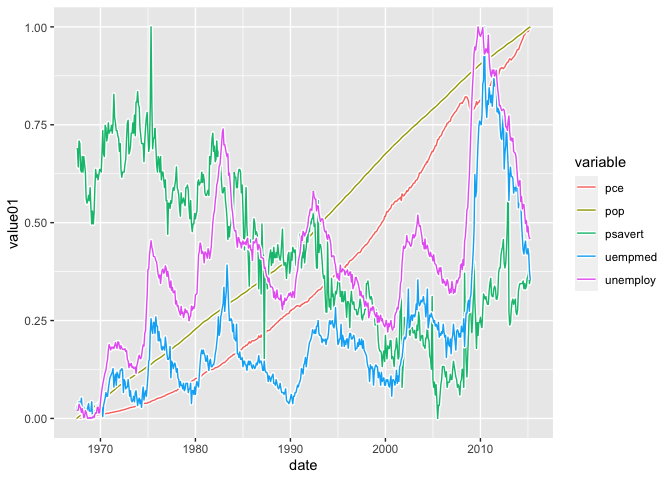 1.00
0.75
0.50
0.25
0.00
value01
1970 1980 1990 2000 2010
date
variable
pce
pop
psavert
uempmed
unemploy